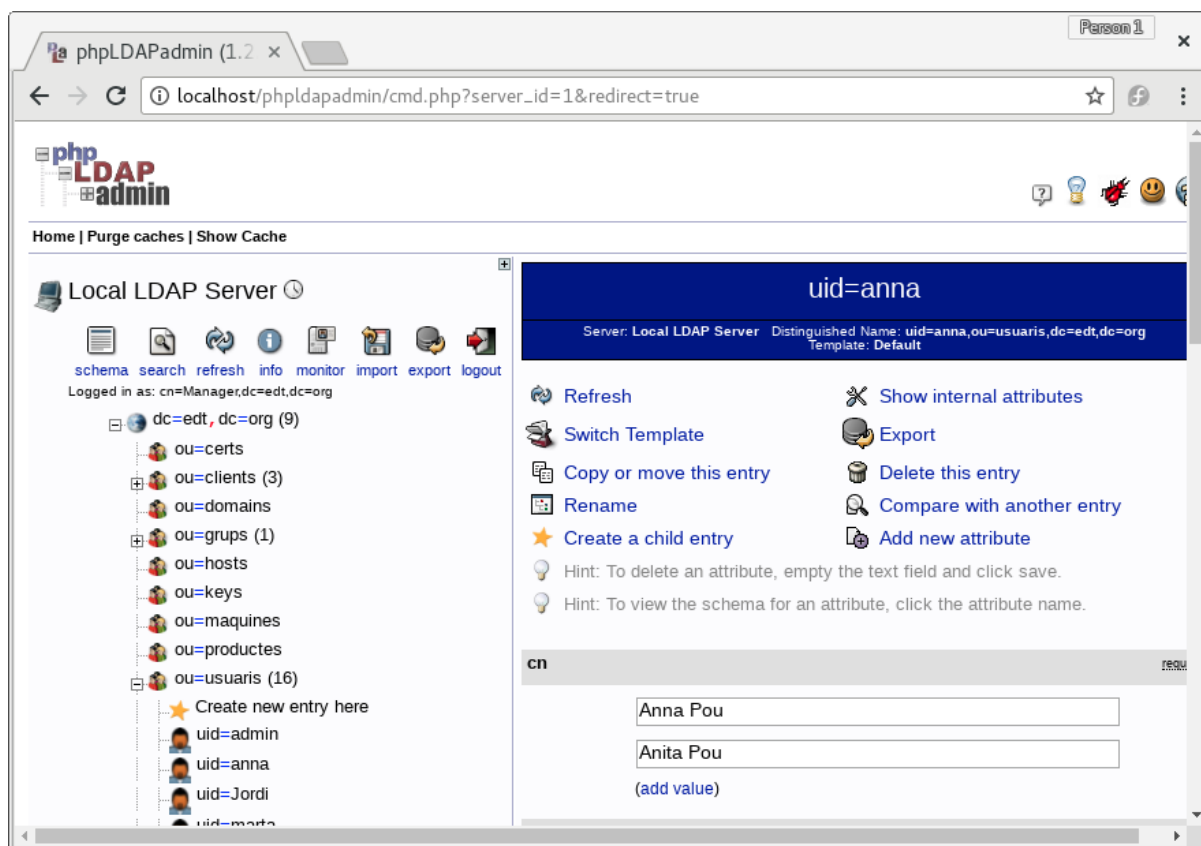 Person 1
phpLDAPadmin (1.2
localhost/phpldapadmin/cmd.php?server_id=1&redirect=true
php
LDAP
admin
Home | Purge caches | Show Cache
Local LDAP Server
schema search refresh info monitor import export logout
Logged in as: cn=Manager,dc=edt,dc=org
dc=edt, dc=org (9)
ou=certs
ou=clients (3)
ou=domains
ou=grups (1)
ou=hosts
ou=keys
ou=maquines
ou=productes
ou=usuaris (16)
Create new entry here
uid=admin
uid=anna
uid=Jordi
uid=marta
uid=anna
Server: Local LDAP Server Distinguished Name: uid=anna,ou=usuaris,dc=edt,dc=org
Template: Default
Refresh Show internal attributes
Switch Template Export
Copy or move this entry Delete this entry
Rename Compare with another entry
Create a child entry Add new attribute
Hint: To delete an attribute, empty the text field and click save.
Hint: To view the schema for an attribute, click the attribute name.
cn requ
Anna Pou
Anita Pou
(add value)